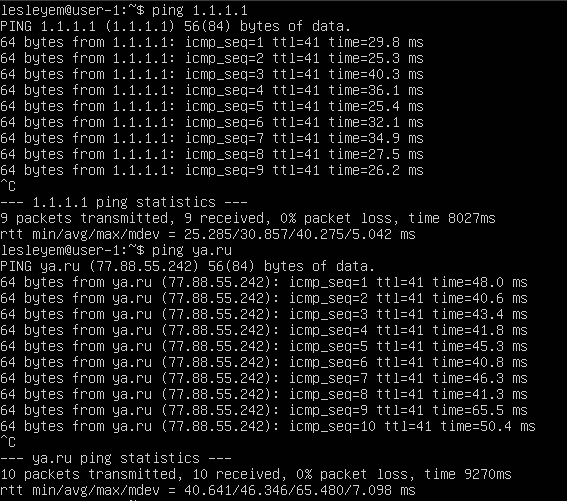 lesleyem@user-1:~$ ping 1.1.1.1
PING 1.1.1.1 (1.1.1.1) 56(84) bytes of data.
64 bytes from 1.1.1.1: icmp_seq=1 ttl=41 time=29.8 ms
64 bytes from 1.1.1.1: icmp_seq=2 ttl=41 time=25.3 ms
64 bytes from 1.1.1.1: icmp_seq=3 ttl=41 time=40.3 ms
64 bytes from 1.1.1.1: icmp_seq=4 ttl=41 time=36.1 ms
64 bytes from 1.1.1.1: icmp_seq=5 ttl=41 time=25.4 ms
64 bytes from 1.1.1.1: icmp_seq=6 ttl=41 time=32.1 ms
64 bytes from 1.1.1.1: icmp_seq=7 ttl=41 time=34.9 ms
64 bytes from 1.1.1.1: icmp_seq=8 ttl=41 time=27.5 ms
64 bytes from 1.1.1.1: icmp_seq=9 ttl=41 time=26.2 ms
^C
--- 1.1.1.1 ping statistics ---
9 packets transmitted, 9 received, 0% packet loss, time 8027ms
rtt min/avg/max/mdev = 25.285/30.857/40.275/5.042 ms
lesleyem@user-1:~$ ping ya.ru
PING ya.ru (77.88.55.242) 56(84) bytes of data.
64 bytes from ya.ru (77.88.55.242): icmp_seq=1 ttl=41 time=48.0 ms
64 bytes from ya.ru (77.88.55.242): icmp_seq=2 ttl=41 time=40.6 ms
64 bytes from ya.ru (77.88.55.242): icmp_seq=3 ttl=41 time=43.4 ms
64 bytes from ya.ru (77.88.55.242): icmp_seq=4 ttl=41 time=41.8 ms
64 bytes from ya.ru (77.88.55.242): icmp_seq=5 ttl=41 time=45.3 ms
64 bytes from ya.ru (77.88.55.242): icmp_seq=6 ttl=41 time=40.8 ms
64 bytes from ya.ru (77.88.55.242): icmp_seq=7 ttl=41 time=46.3 ms
64 bytes from ya.ru (77.88.55.242): icmp_seq=8 ttl=41 time=41.3 ms
64 bytes from ya.ru (77.88.55.242): icmp_seq=9 ttl=41 time=65.5 ms
64 bytes from ya.ru (77.88.55.242): icmp_seq=10 ttl=41 time=50.4 ms
^C
--- ya.ru ping statistics ---
10 packets transmitted, 10 received, 0% packet loss, time 9270ms
rtt min/avg/max/mdev = 40.641/46.346/65.480/7.098 ms